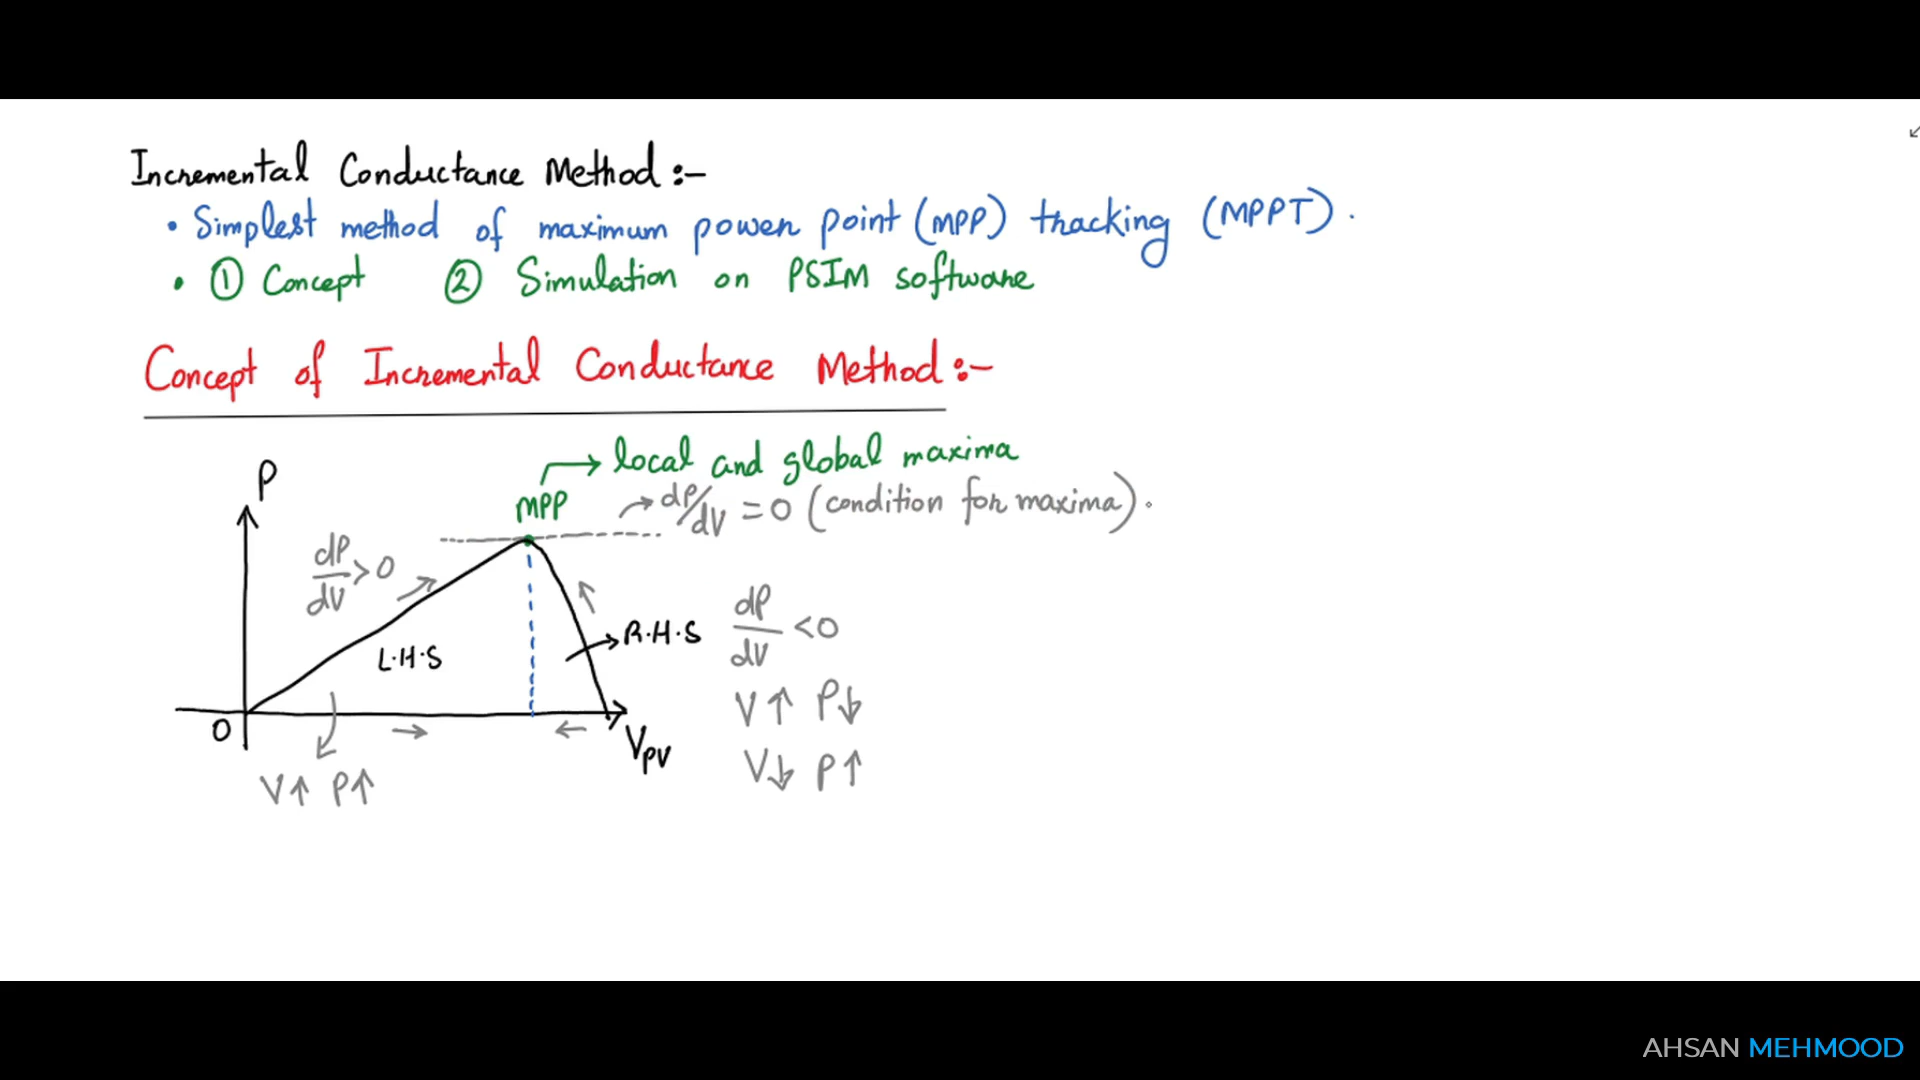 Incremental Conductance Method :-
• Simplest method of maximum power point (MPP) tracking (MPPT).
• ① Concept ② Simulation on PSIM software
Concept of Incremental Conductance Method :-
P
MPP → local and global maxima
→ dP/dV = 0 (condition for maxima).
dP/dV > 0
L.H.S
R.H.S
dP/dV < 0
V↑ P↓
V↓ P↑
0
Vpv
V↑ P↑
AHSAN MEHMOOD